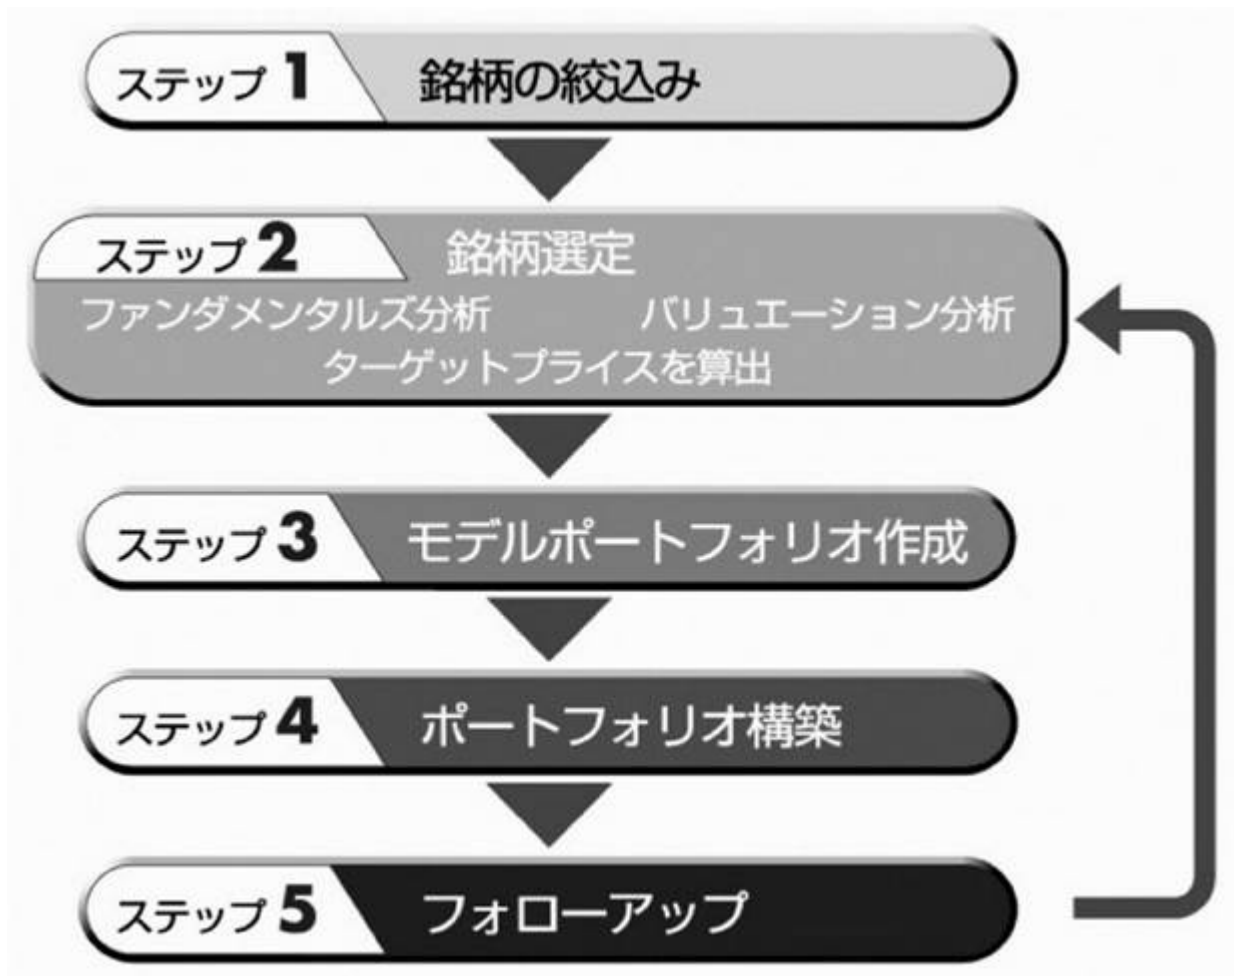 ステップ1 銘柄の絞込み
ステップ2 銘柄選定
ファンダメンタルズ分析 バリュエーション分析
ターゲットプライスを算出
ステップ3 モデルポートフォリオ作成
ステップ4 ポートフォリオ構築
ステップ5 フォローアップ